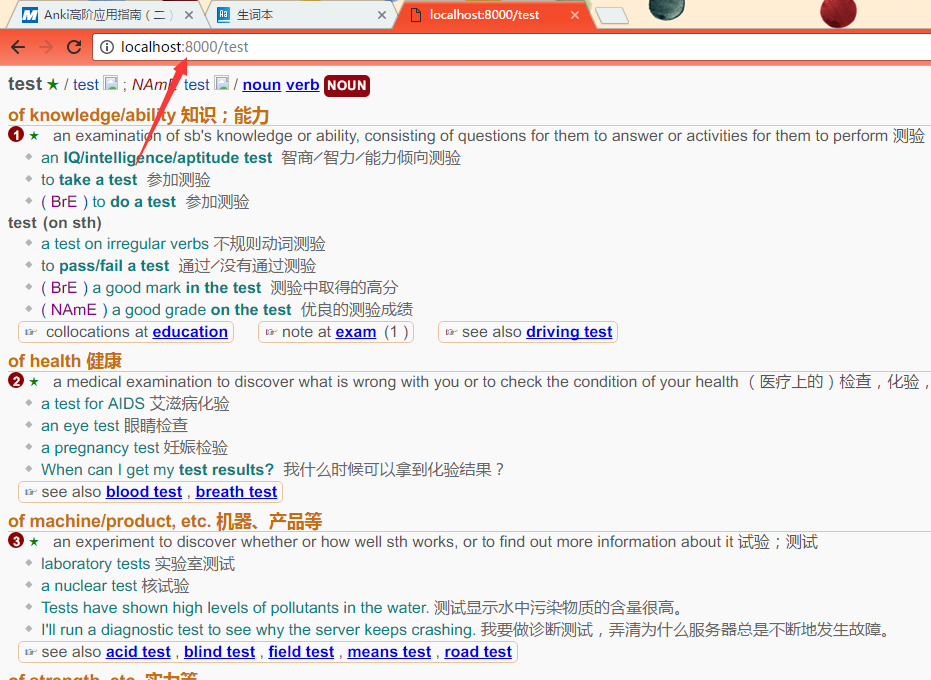 Anki高阶应用指南（二） ×
生词本 ×
localhost:8000/test ×
localhost:8000/test
test ★ / test ; NAmE test / noun verb NOUN
of knowledge/ability 知识；能力
1 ★ an examination of sb's knowledge or ability, consisting of questions for them to answer or activities for them to perform 测验
an IQ/intelligence/aptitude test 智商／智力／能力倾向测验
to take a test 参加测验
( BrE ) to do a test 参加测验
test (on sth)
a test on irregular verbs 不规则动词测验
to pass/fail a test 通过／没有通过测验
( BrE ) a good mark in the test 测验中取得的高分
( NAmE ) a good grade on the test 优良的测验成绩
☞ collocations at education ☞ note at exam (1 ) ☞ see also driving test
of health 健康
2 ★ a medical examination to discover what is wrong with you or to check the condition of your health （医疗上的）检查，化验，
a test for AIDS 艾滋病化验
an eye test 眼睛检查
a pregnancy test 妊娠检验
When can I get my test results? 我什么时候可以拿到化验结果？
☞ see also blood test , breath test
of machine/product, etc. 机器、产品等
3 ★ an experiment to discover whether or how well sth works, or to find out more information about it 试验；测试
laboratory tests 实验室测试
a nuclear test 核试验
Tests have shown high levels of pollutants in the water. 测试显示水中污染物质的含量很高。
I'll run a diagnostic test to see why the server keeps crashing. 我要做诊断测试，弄清为什么服务器总是不断地发生故障。
☞ see also acid test , blind test , field test , means test , road test
of strength, etc. 实力等